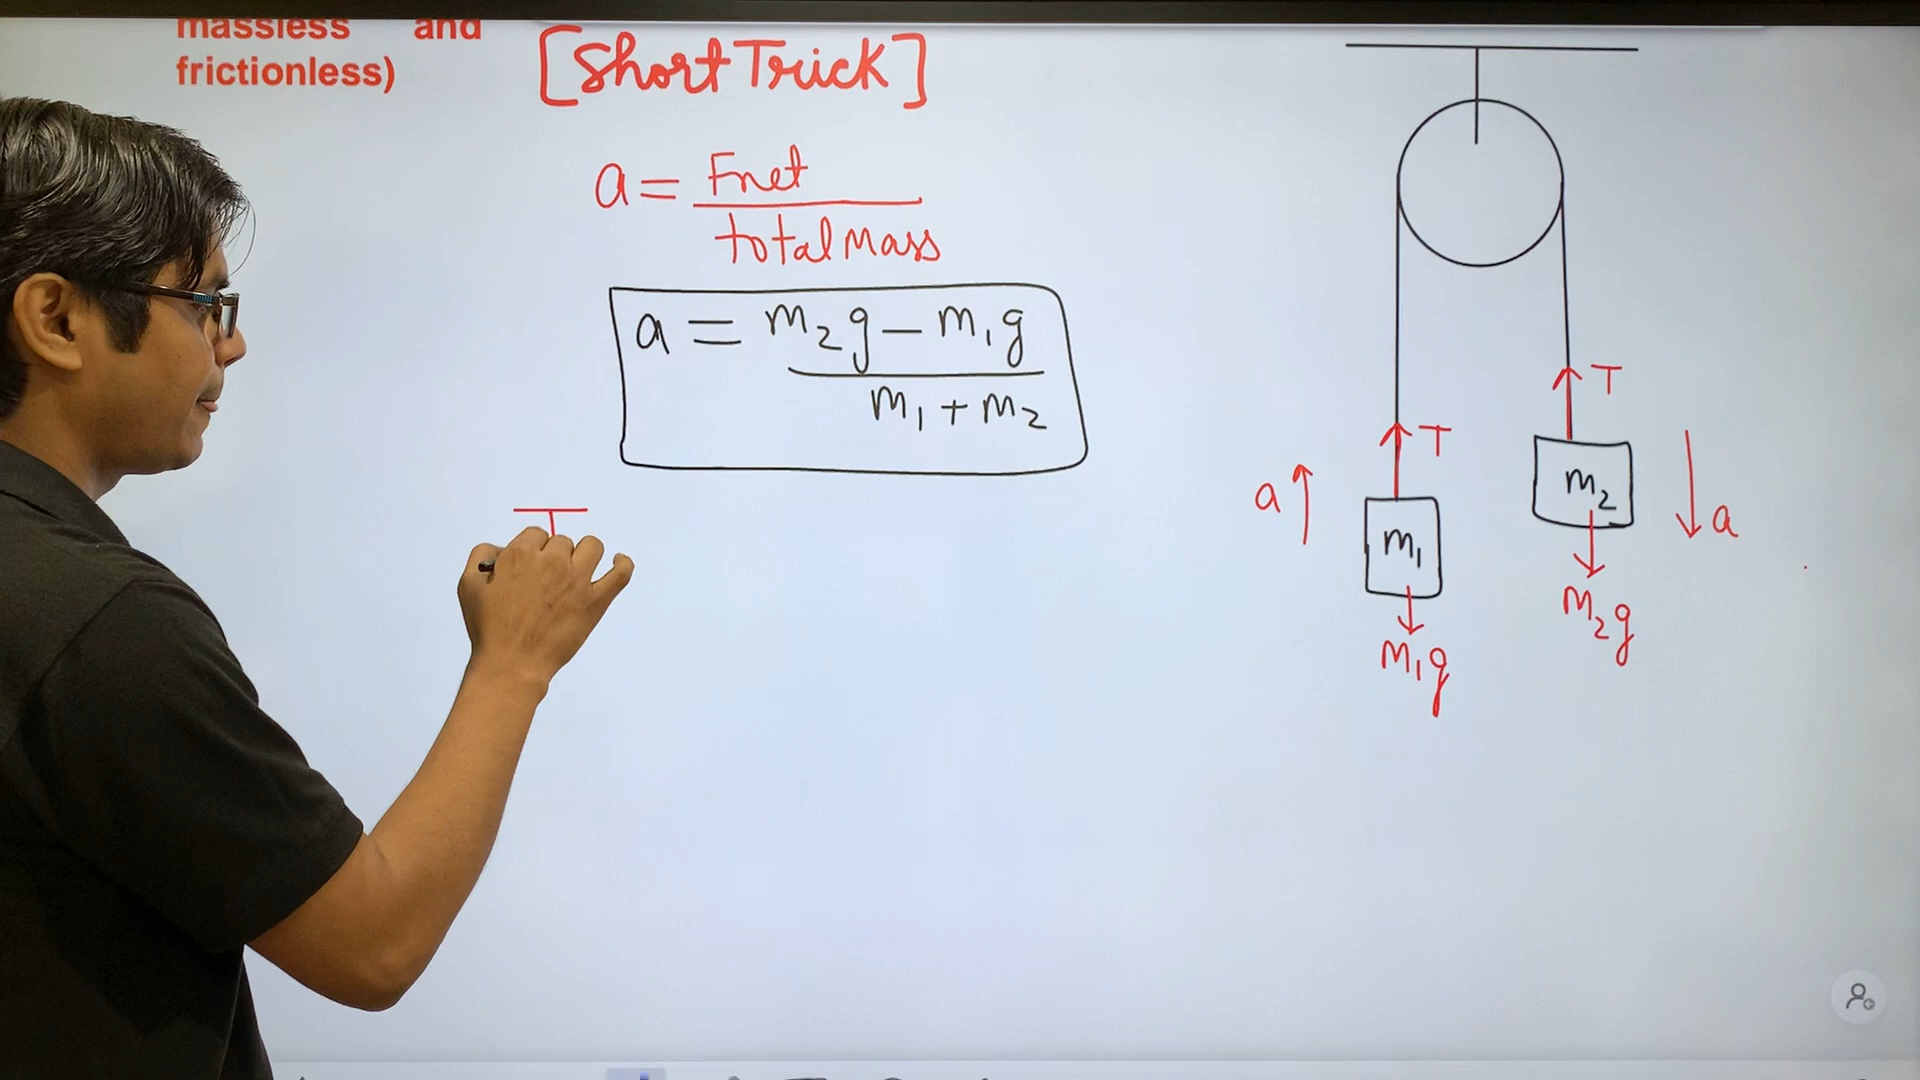 massless and
frictionless)
[Short Trick]
a = Fnet
total mass
a = m₂g - m₁g
m₁ + m₂
T
T
a
m₁
m₂
a
m₁g
m₂g